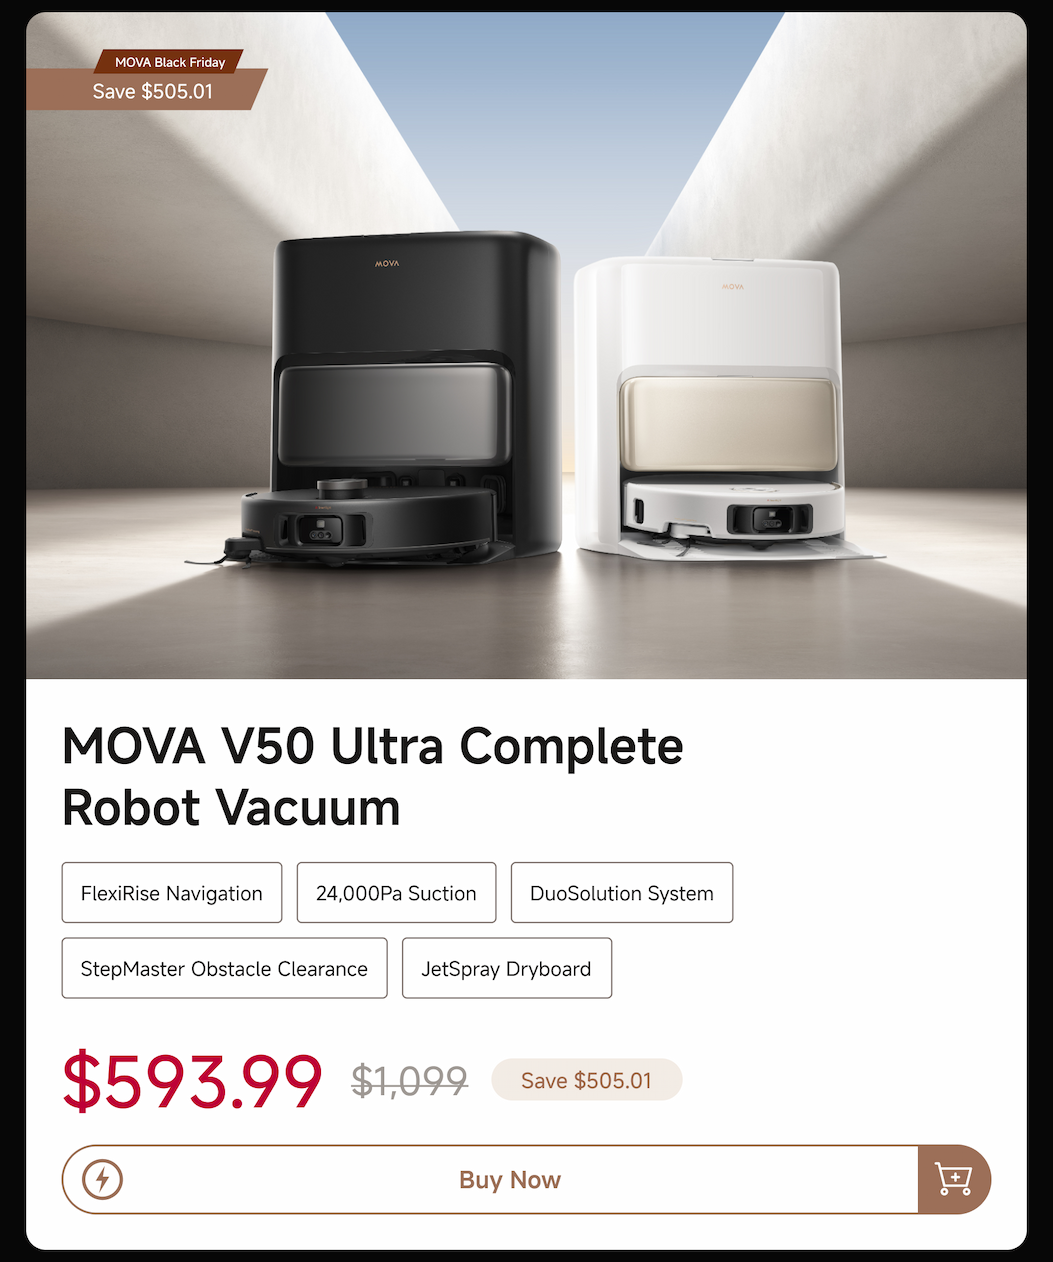 MOVA Black Friday
Save $505.01
MOVA
MOVA
MOVA V50 Ultra Complete
Robot Vacuum
FlexiRise Navigation
24,000Pa Suction
DuoSolution System
StepMaster Obstacle Clearance
JetSpray Dryboard
$593.99
$1,099
Save $505.01
Buy Now